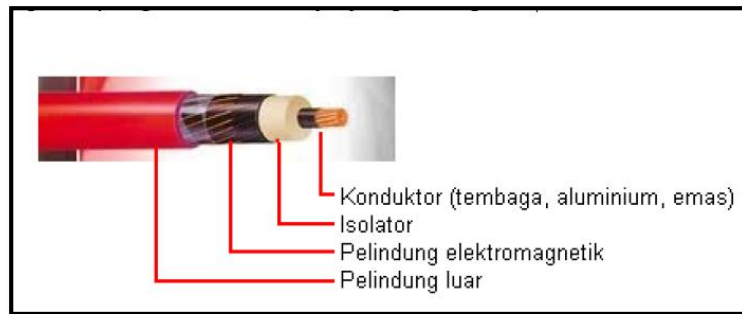 Konduktor (tembaga, aluminium, emas)
Isolator
Pelindung elektromagnetik
Pelindung luar